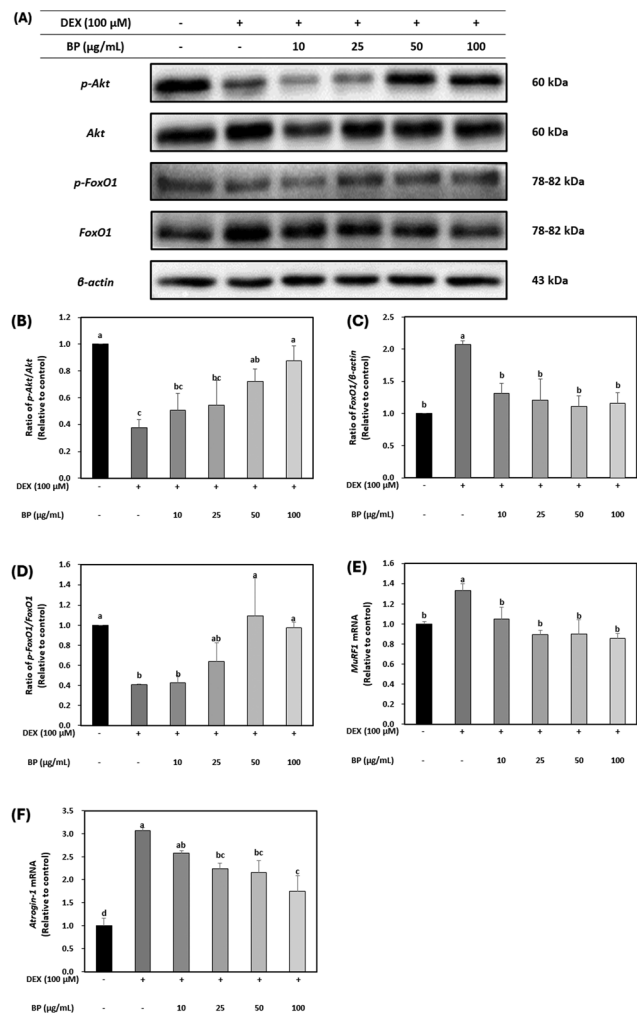 (A)
DEX (100 μM) - + + + + +
BP (μg/mL) - - 10 25 50 100
p-Akt 60 kDa
Akt 60 kDa
p-FoxO1 78-82 kDa
FoxO1 78-82 kDa
β-actin 43 kDa
(B)
Ratio of p-Akt/Akt
(Relative to control)
1.2
1.0
0.8
0.6
0.4
0.2
0.0
a c bc bc ab a
DEX (100 μM) - + + + + +
BP (μg/mL) - - 10 25 50 100
(C)
Ratio of FoxO1/β-actin
(Relative to control)
2.5
2.0
1.5
1.0
0.5
0.0
b a b b b b
DEX (100 μM) - + + + + +
BP (μg/mL) - - 10 25 50 100
(D)
Ratio of p-FoxO1/FoxO1
(Relative to control)
1.6
1.4
1.2
1.0
0.8
0.6
0.4
0.2
0.0
a b b ab a a
DEX (100 μM) - + + + + +
BP (μg/mL) - - 10 25 50 100
(E)
MuRF1 mRNA
(Relative to control)
1.6
1.4
1.2
1.0
0.8
0.6
0.4
0.2
0.0
b a b b b b
DEX (100 μM) - + + + + +
BP (μg/mL) - - 10 25 50 100
(F)
Atrogin-1 mRNA
(Relative to control)
3.5
3.0
2.5
2.0
1.5
1.0
0.5
0.0
d a ab bc bc c
DEX (100 μM) - + + + + +
BP (μg/mL) - - 10 25 50 100